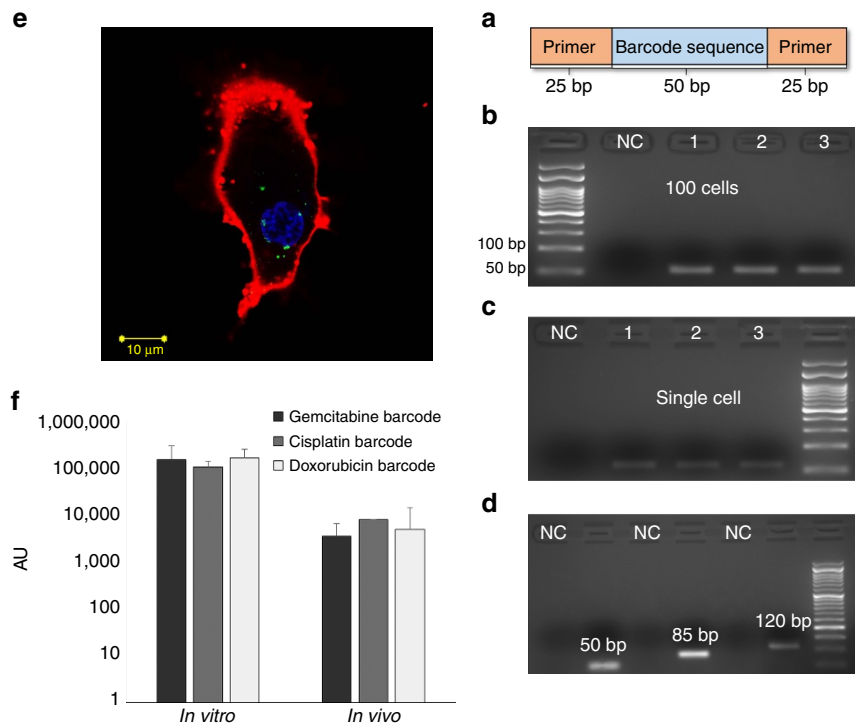 e
10 µm
a
Primer Barcode sequence Primer
25 bp 50 bp 25 bp
b
NC 1 2 3
100 cells
100 bp
50 bp
c
NC 1 2 3
Single cell
d
NC NC NC
50 bp 85 bp 120 bp
f
Gemcitabine barcode
Cisplatin barcode
Doxorubicin barcode
AU
1,000,000
100,000
10,000
1,000
100
10
1
In vitro In vivo